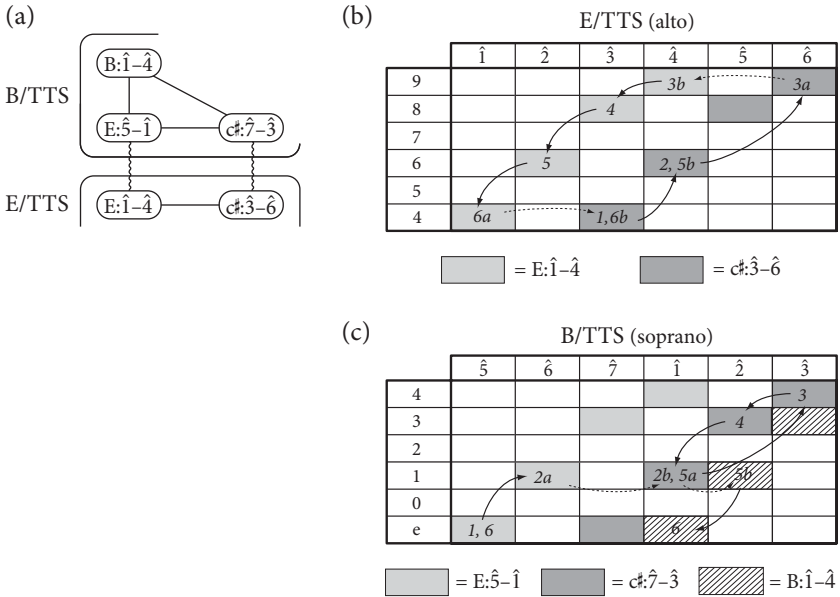 (a)
B:1̂–4̂
B/TTS
E:5̂–1̂ c♯:7̂–3̂
E/TTS
E:1̂–4̂ c♯:3̂–6̂
(b)
E/TTS (alto)
1̂ 2̂ 3̂ 4̂ 5̂ 6̂
9 3b 3a
8 4
7
6 5 2, 5b
5
4 6a 1,6b
= E:1̂–4̂ = c♯:3̂–6̂
(c)
B/TTS (soprano)
5̂ 6̂ 7̂ 1̂ 2̂ 3̂
4 3
3 4
2
1 2a 2b, 5a 5b
0
e 1, 6 6
= E:5̂–1̂ = c♯:7̂–3̂ = B:1̂–4̂